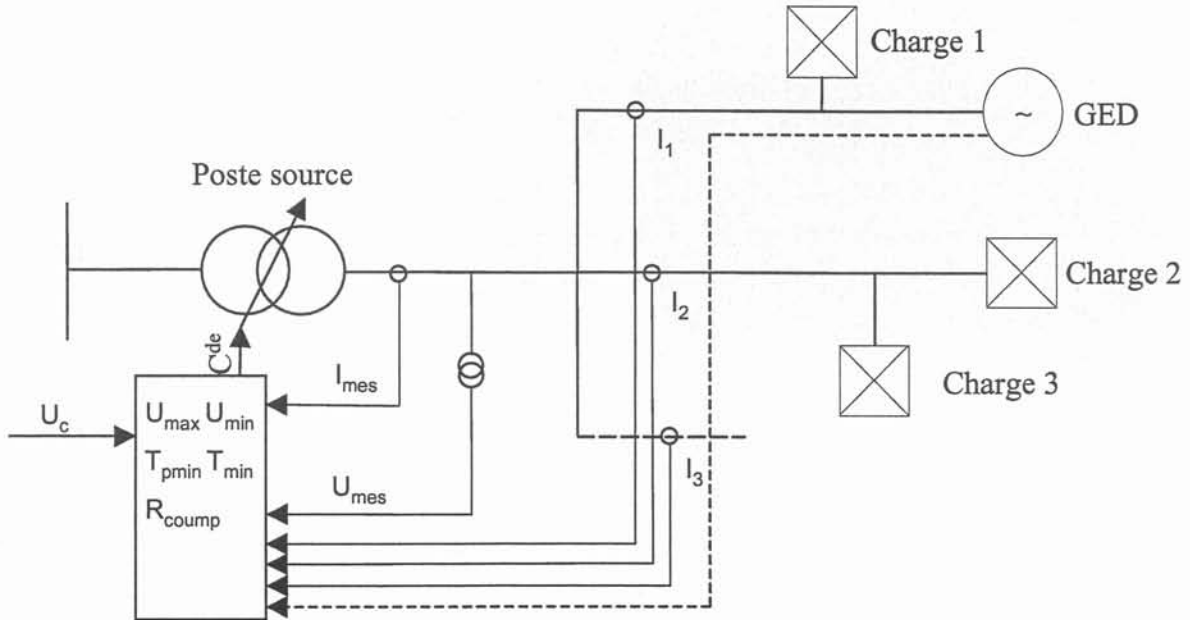 Charge 1
GED
~
I1
Poste source
Charge 2
I2
Charge 3
Cde
Imes
Uc
Umax Umin
Tpmin Tmin
I3
Umes
Rcoump